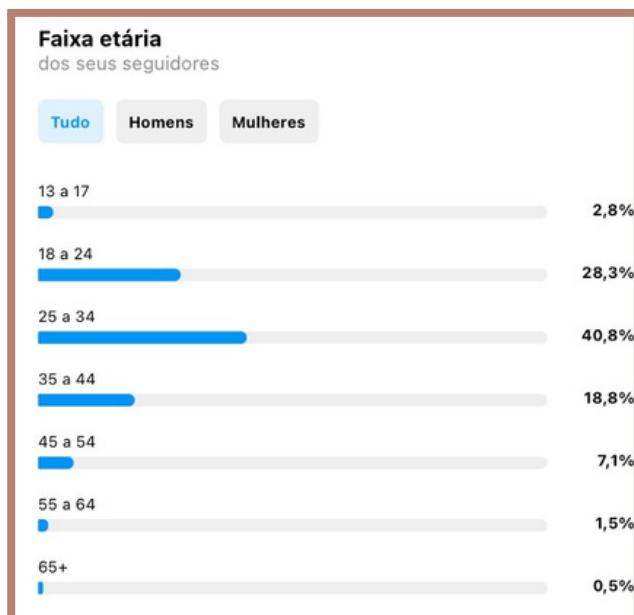 Faixa etária
dos seus seguidores
Tudo Homens Mulheres
13 a 17
2,8%
18 a 24
28,3%
25 a 34
40,8%
35 a 44
18,8%
45 a 54
7,1%
55 a 64
1,5%
65+
0,5%